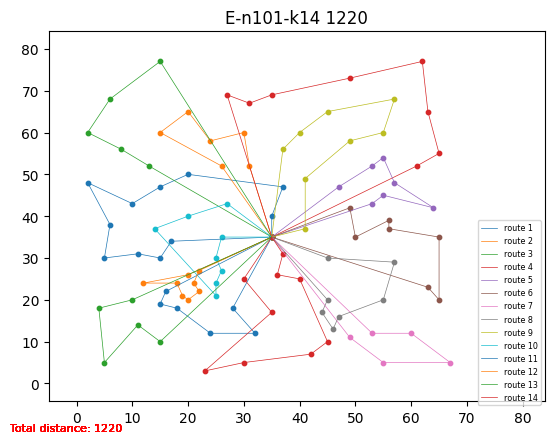 E-n101-k14 1220
80
70
60
50
40
30
20
10
0
0 10 20 30 40 50 60 70 80
route 1
route 2
route 3
route 4
route 5
route 6
route 7
route 8
route 9
route 10
route 11
route 12
route 13
route 14
Total distance: 1220